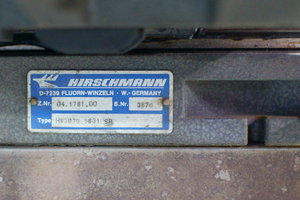 HIRSCHMANN
D-7239 FLUORN-WINZELN · W.-GERMANY
Z.Nr. 04.1781.00 S.Nr. 3876
Type